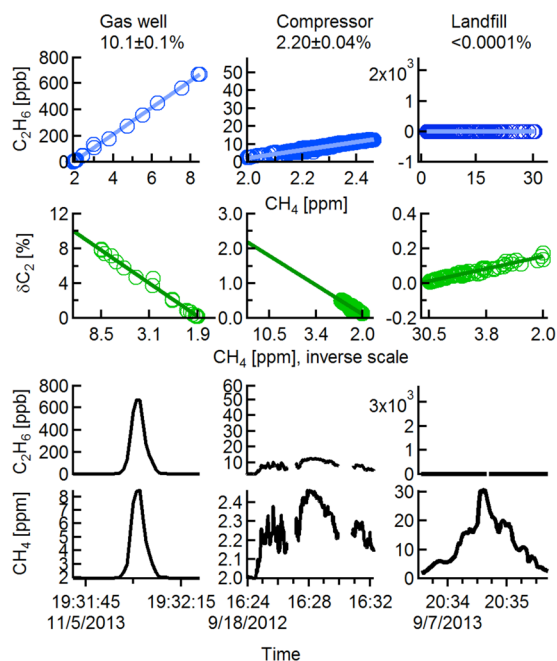 Gas well Compressor Landfill
10.1±0.1% 2.20±0.04% <0.0001%
C2H6 [ppb]
800
600
400
200
0
2 4 6 8
50
40
30
20
10
0
2.0 2.2 2.4
2x10³
1
0
-1
0 15 30
CH4 [ppm]
δC2 [%]
12
8
4
0
8.5 3.1 1.9
3.0
2.0
1.0
0.0
10.5 3.4 2.0
0.4
0.2
0.0
-0.2
30.5 3.8 2.0
CH4 [ppm], inverse scale
C2H6 [ppb]
800
600
400
200
0
60
50
40
30
20
10
3x10³
2
1
0
CH4 [ppm]
8
7
6
5
4
3
2
2.4
2.3
2.2
2.1
2.0
30
20
10
0
19:31:45 19:32:15 16:24 16:28 16:32 20:34 20:35
11/5/2013 9/18/2012 9/7/2013
Time